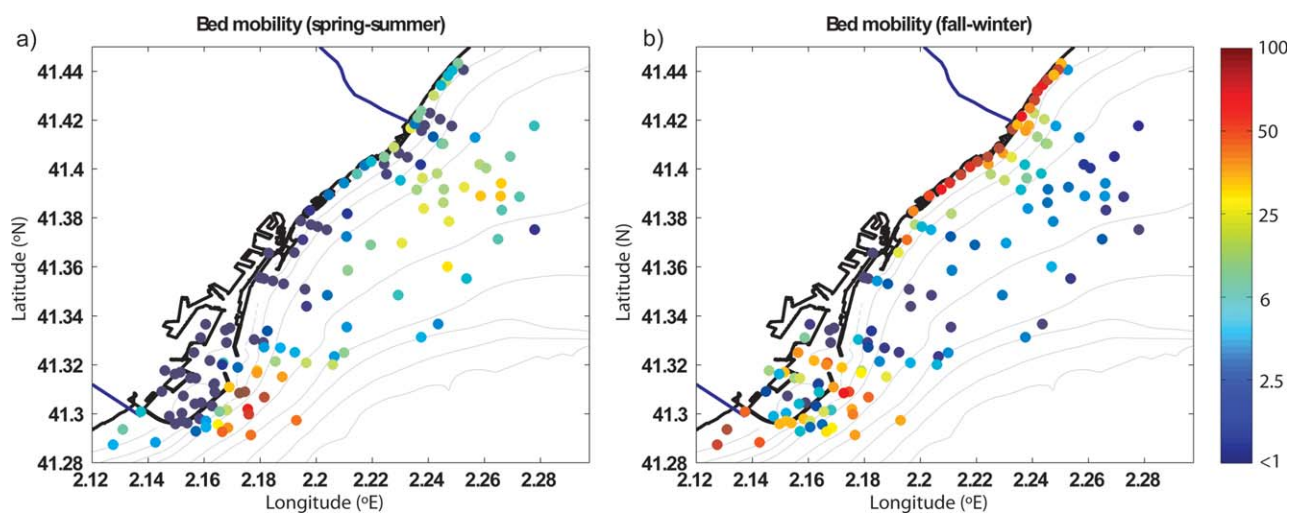 Bed mobility (spring-summer)
Bed mobility (fall-winter)
a)
b)
41.44
41.42
41.4
41.38
41.36
41.34
41.32
41.3
41.28
Latitude (ºN)
2.12 2.14 2.16 2.18 2.2 2.22 2.24 2.26 2.28
Longitude (ºE)
41.44
41.42
41.4
41.38
41.36
41.34
41.32
41.3
41.28
Latitude (N)
2.12 2.14 2.16 2.18 2.2 2.22 2.24 2.26 2.28
Longitude (ºE)
100
50
25
6
2.5
<1